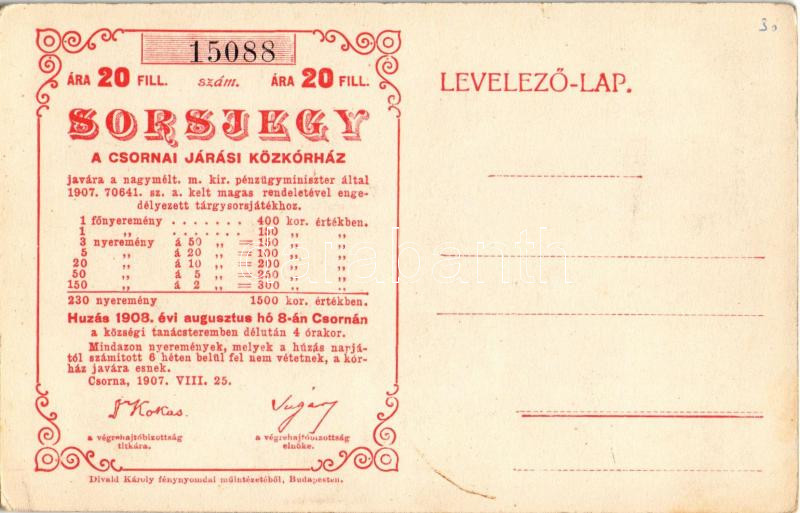 30
15088
ÁRA 20 FILL. szám. ÁRA 20 FILL.
SORSJEGY
A CSORNAI JÁRÁSI KÖZKÓRHÁZ
javára a nagymélt. m. kir. pénzügyminiszter által
1907. 70641. sz. a. kelt magas rendeletével enge-
délyezett tárgysorsjátékhoz.
1 főnyeremény . . . . . . . 400 kor. értékben.
1 „ . . . . . . . 150 „ „
3 nyeremény á 50 „ = 150 „ „
5 „ á 20 „ = 100 „ „
20 „ á 10 „ = 200 „ „
50 „ á 5 „ = 250 „ „
150 „ á 2 „ = 300 „ „
230 nyeremény 1500 kor. értékben.
Huzás 1908. évi augusztus hó 8-án Csornán
a községi tanácsteremben délután 4 órakor.
Mindazon nyeremények, melyek a húzás napjá-
tól számított 6 héten belül fel nem vétetnek, a kór-
ház javára esnek.
Csorna, 1907. VIII. 25.
Dr Kokas
a végrehajtóbizottság
titkára.
a végrehajtóbizottság
elnöke.
Divald Károly fénynyomdai műintézetéből, Budapesten.
LEVELEZŐ-LAP.